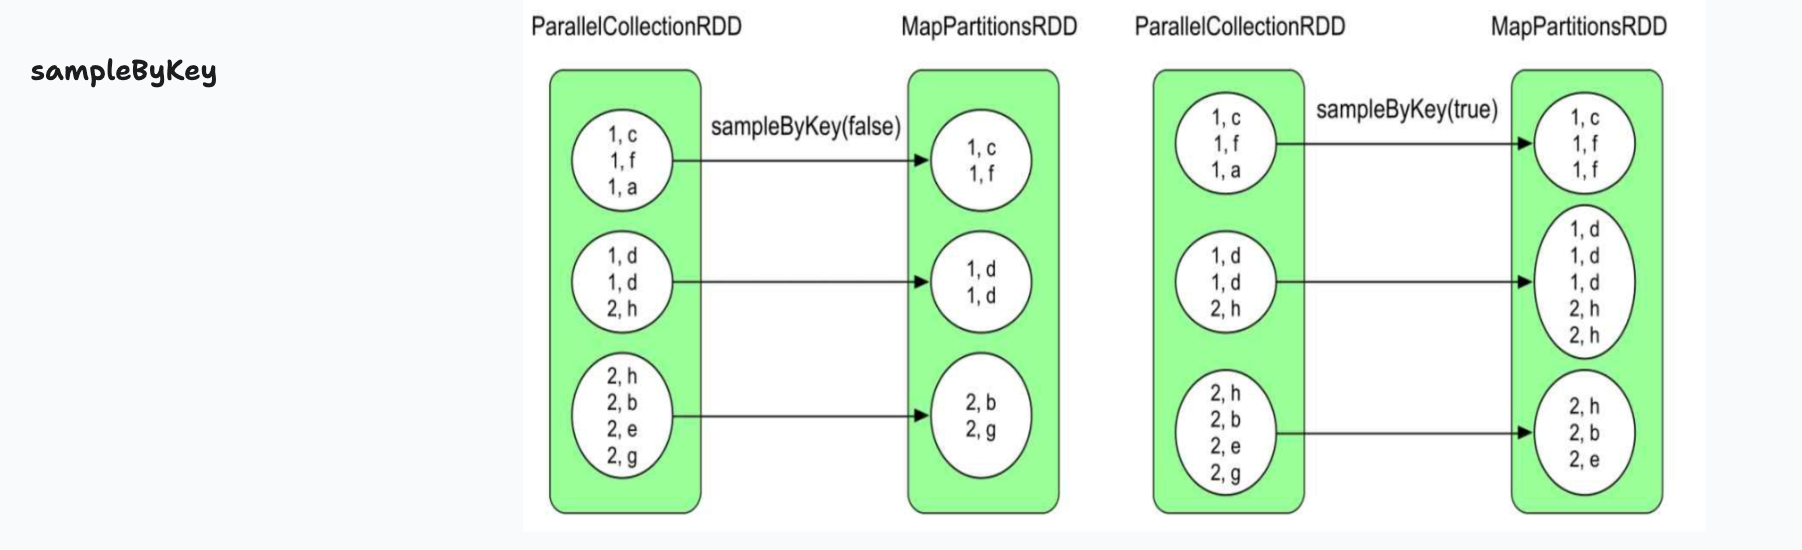 sampleByKey
ParallelCollectionRDD
MapPartitionsRDD
sampleByKey(false)
1, c
1, f
1, a
1, c
1, f
1, d
1, d
2, h
1, d
1, d
2, h
2, b
2, e
2, g
2, b
2, g
ParallelCollectionRDD
MapPartitionsRDD
sampleByKey(true)
1, c
1, f
1, a
1, c
1, f
1, f
1, d
1, d
2, h
1, d
1, d
1, d
2, h
2, h
2, h
2, b
2, e
2, g
2, h
2, b
2, e